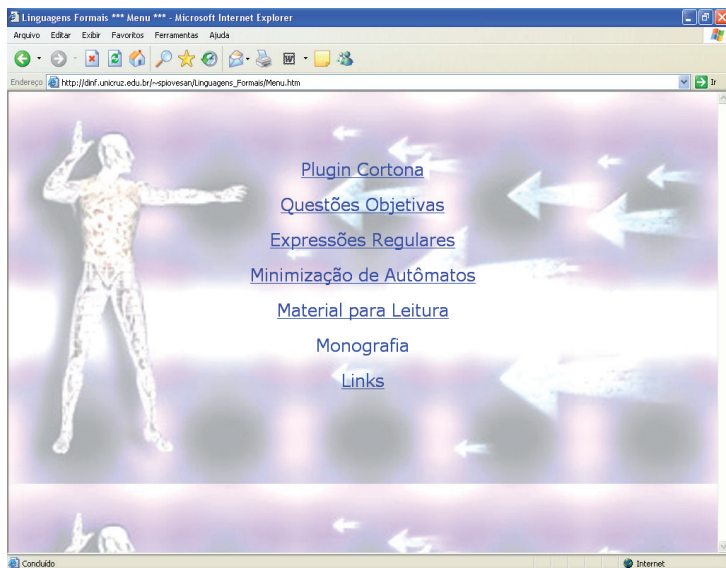 Linguagens Formais *** Menu *** - Microsoft Internet Explorer
Arquivo Editar Exibir Favoritos Ferramentas Ajuda
Endereço http://dinf.unicruz.edu.br/~spiovesan/Linguagens_Formais/Menu.htm Ir
Plugin Cortona
Questões Objetivas
Expressões Regulares
Minimização de Autômatos
Material para Leitura
Monografia
Links
Concluído Internet